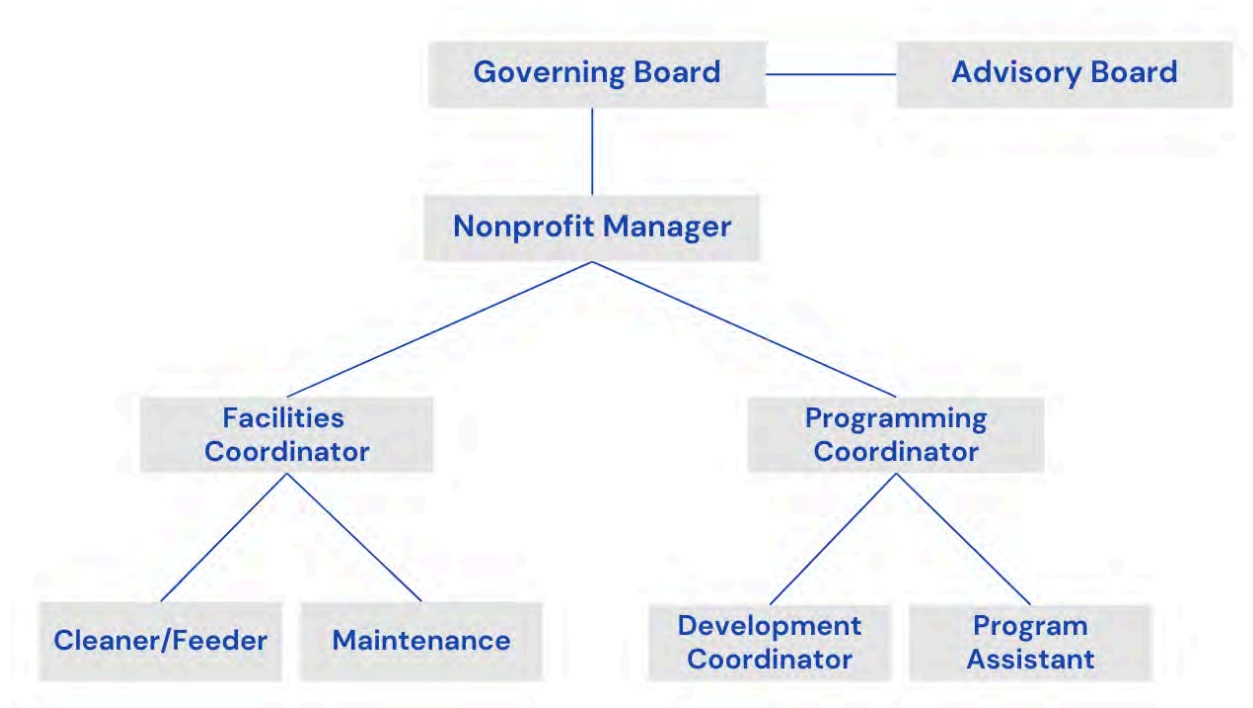 Governing Board
Advisory Board
Nonprofit Manager
Facilities
Coordinator
Programming
Coordinator
Cleaner/Feeder
Maintenance
Development
Coordinator
Program
Assistant